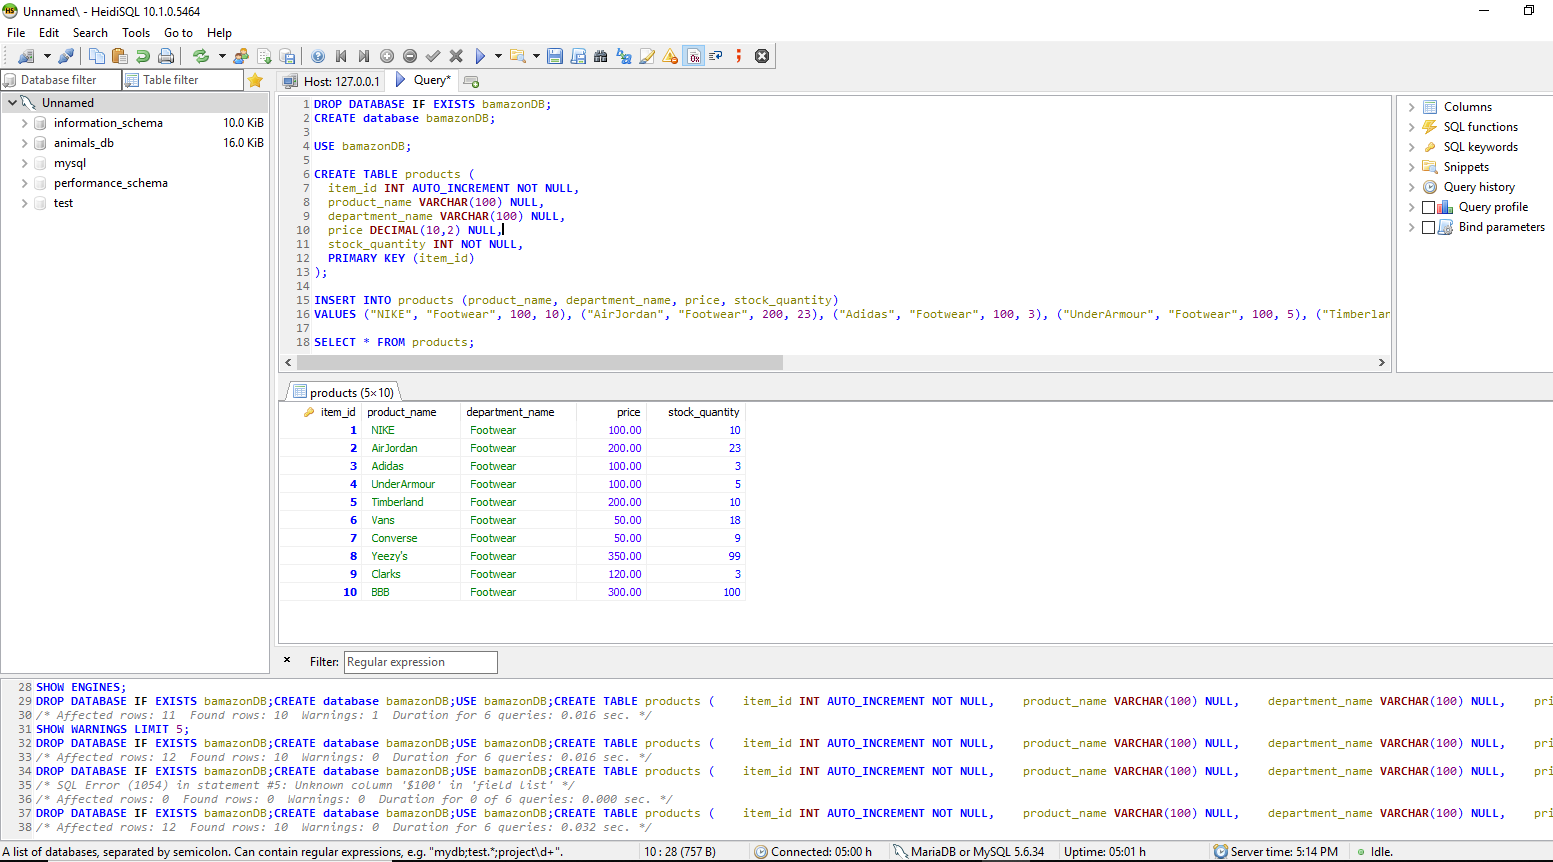 Unnamed\ - HeidiSQL 10.1.0.5464
File Edit Search Tools Go to Help
Database filter Table filter Host: 127.0.0.1 Query*
Unnamed
information_schema 10.0 KiB
animals_db 16.0 KiB
mysql
performance_schema
test
1 DROP DATABASE IF EXISTS bamazonDB;
2 CREATE database bamazonDB;
3
4 USE bamazonDB;
5
6 CREATE TABLE products (
7 item_id INT AUTO_INCREMENT NOT NULL,
8 product_name VARCHAR(100) NULL,
9 department_name VARCHAR(100) NULL,
10 price DECIMAL(10,2) NULL,
11 stock_quantity INT NOT NULL,
12 PRIMARY KEY (item_id)
13 );
14
15 INSERT INTO products (product_name, department_name, price, stock_quantity)
16 VALUES ("NIKE", "Footwear", 100, 10), ("AirJordan", "Footwear", 200, 23), ("Adidas", "Footwear", 100, 3), ("UnderArmour", "Footwear", 100, 5), ("Timberlar
17
18 SELECT * FROM products;
Columns
SQL functions
SQL keywords
Snippets
Query history
Query profile
Bind parameters
products (5×10)
item_id product_name department_name price stock_quantity
1 NIKE Footwear 100.00 10
2 AirJordan Footwear 200.00 23
3 Adidas Footwear 100.00 3
4 UnderArmour Footwear 100.00 5
5 Timberland Footwear 200.00 10
6 Vans Footwear 50.00 18
7 Converse Footwear 50.00 9
8 Yeezy's Footwear 350.00 99
9 Clarks Footwear 120.00 3
10 BBB Footwear 300.00 100
× Filter: Regular expression
28 SHOW ENGINES;
29 DROP DATABASE IF EXISTS bamazonDB;CREATE database bamazonDB;USE bamazonDB;CREATE TABLE products ( item_id INT AUTO_INCREMENT NOT NULL, product_name VARCHAR(100) NULL, department_name VARCHAR(100) NULL, pri
30 /* Affected rows: 11 Found rows: 10 Warnings: 1 Duration for 6 queries: 0.016 sec. */
31 SHOW WARNINGS LIMIT 5;
32 DROP DATABASE IF EXISTS bamazonDB;CREATE database bamazonDB;USE bamazonDB;CREATE TABLE products ( item_id INT AUTO_INCREMENT NOT NULL, product_name VARCHAR(100) NULL, department_name VARCHAR(100) NULL, pri
33 /* Affected rows: 12 Found rows: 10 Warnings: 0 Duration for 6 queries: 0.016 sec. */
34 DROP DATABASE IF EXISTS bamazonDB;CREATE database bamazonDB;USE bamazonDB;CREATE TABLE products ( item_id INT AUTO_INCREMENT NOT NULL, product_name VARCHAR(100) NULL, department_name VARCHAR(100) NULL, pri
35 /* SQL Error (1054) in statement #5: Unknown column '$100' in 'field list' */
36 /* Affected rows: 0 Found rows: 0 Warnings: 0 Duration for 0 of 6 queries: 0.000 sec. */
37 DROP DATABASE IF EXISTS bamazonDB;CREATE database bamazonDB;USE bamazonDB;CREATE TABLE products ( item_id INT AUTO_INCREMENT NOT NULL, product_name VARCHAR(100) NULL, department_name VARCHAR(100) NULL, pri
38 /* Affected rows: 12 Found rows: 10 Warnings: 0 Duration for 6 queries: 0.032 sec. */
A list of databases, separated by semicolon. Can contain regular expressions, e.g. "mydb;test.*;project\d+". 10 : 28 (757 B) Connected: 05:00 h MariaDB or MySQL 5.6.34 Uptime: 05:01 h Server time: 5:14 PM Idle.